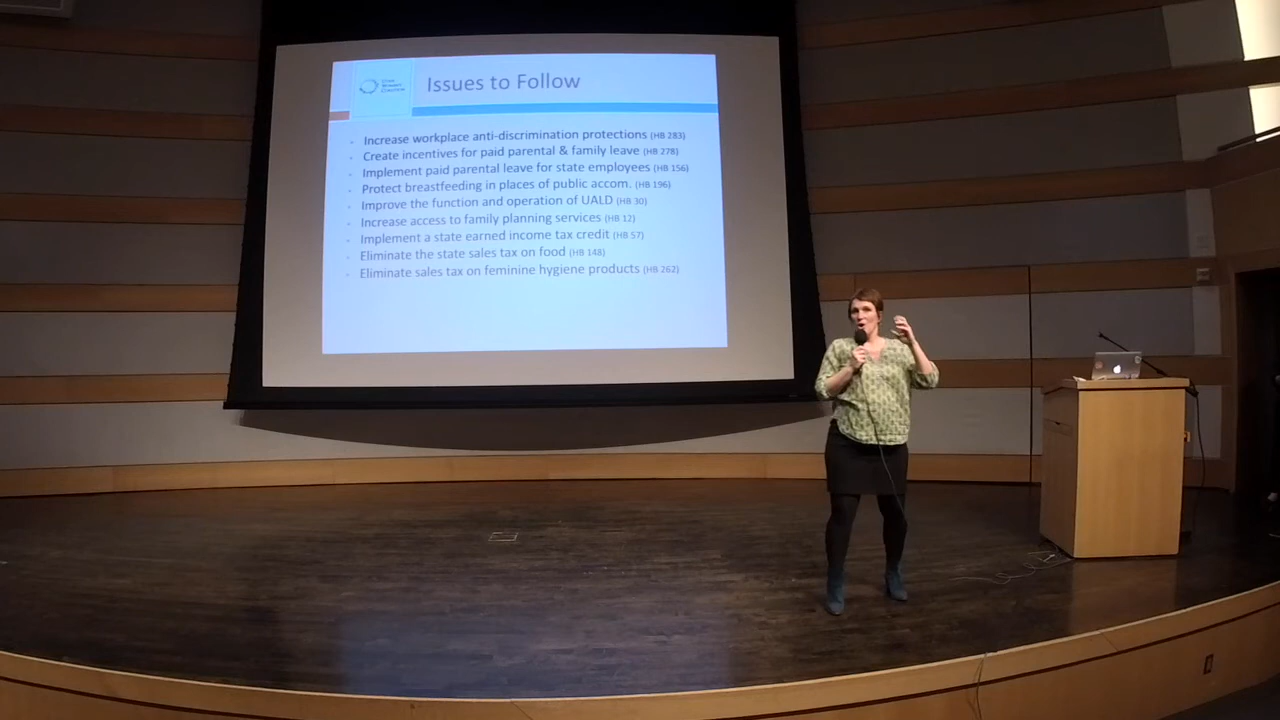 Utah
Women's
Coalition
Issues to Follow
Increase workplace anti-discrimination protections (HB 283)
Create incentives for paid parental & family leave (HB 278)
Implement paid parental leave for state employees (HB 156)
Protect breastfeeding in places of public accom. (HB 196)
Improve the function and operation of UALD (HB 30)
Increase access to family planning services (HB 12)
Implement a state earned income tax credit (HB 57)
Eliminate the state sales tax on food (HB 148)
Eliminate sales tax on feminine hygiene products (HB 262)